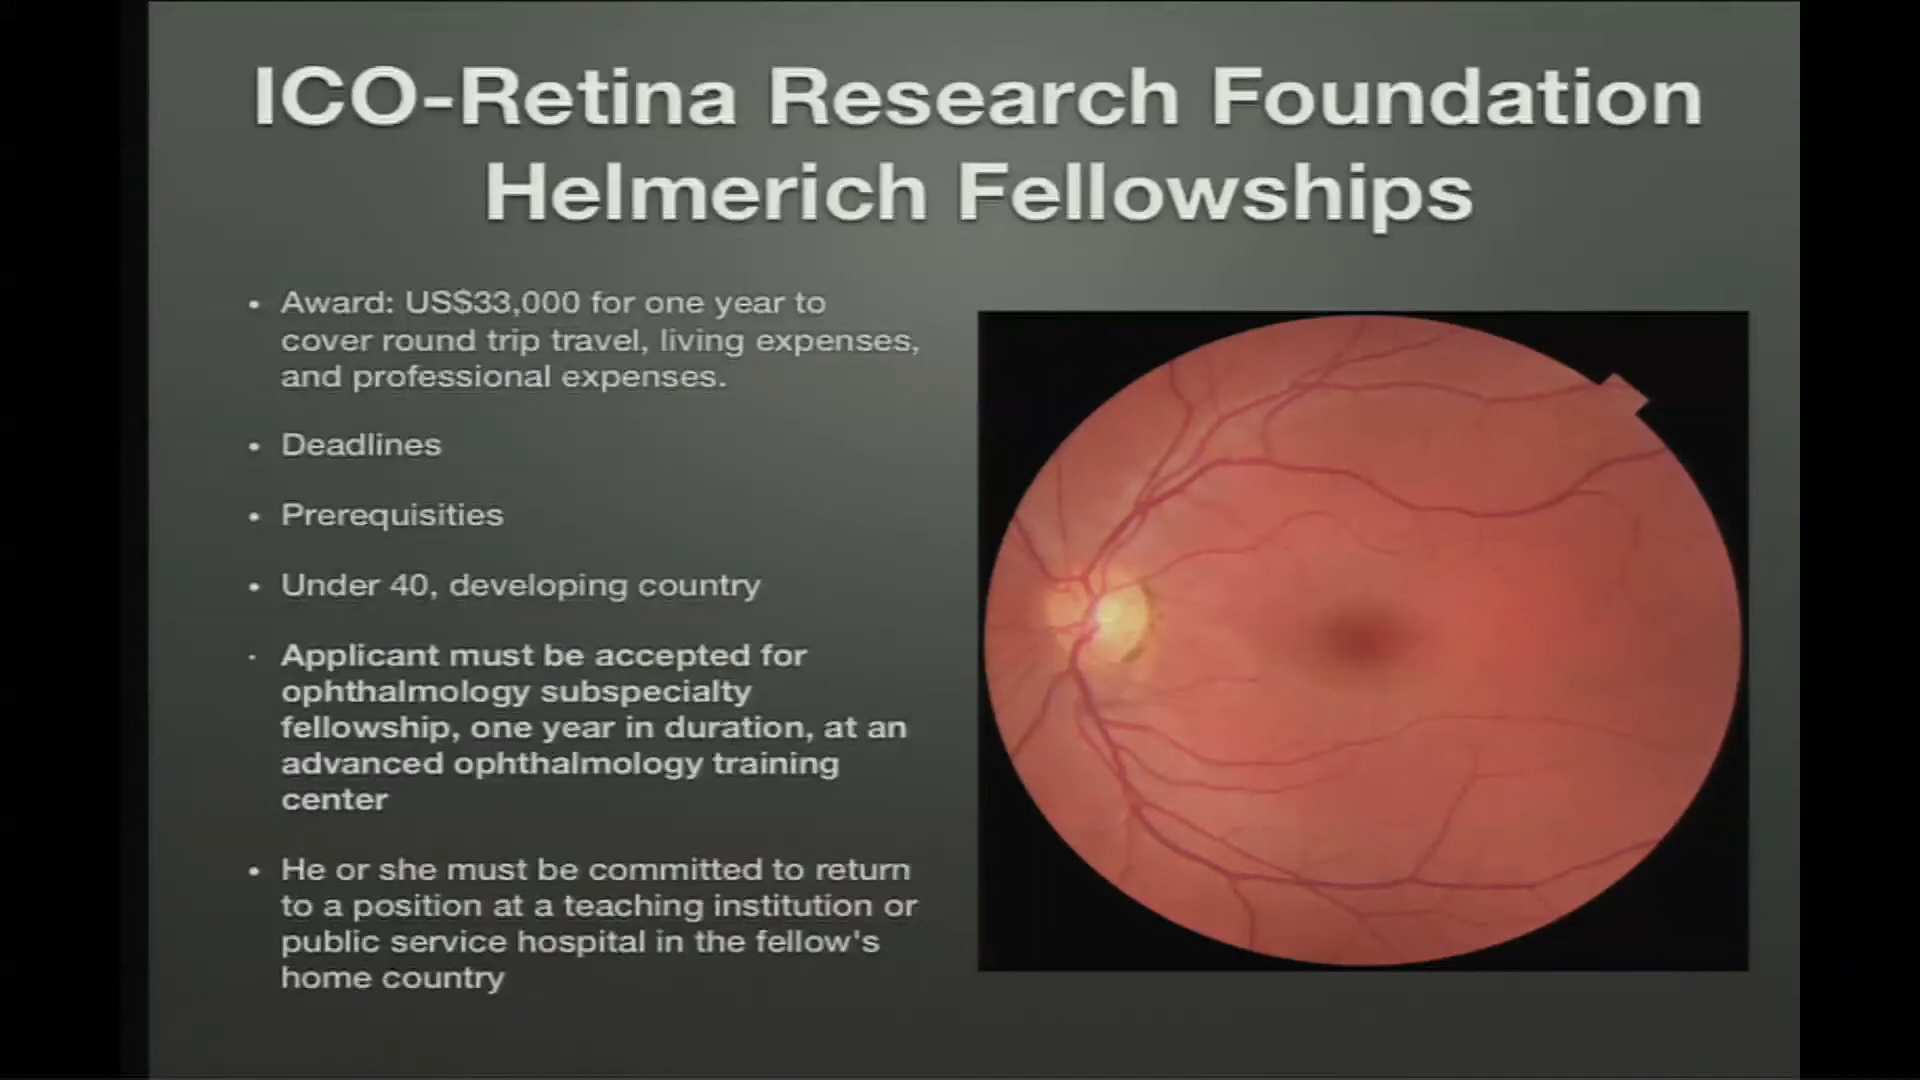 ICO-Retina Research Foundation
Helmerich Fellowships
• Award: US$33,000 for one year to
cover round trip travel, living expenses,
and professional expenses.
• Deadlines
• Prerequisities
• Under 40, developing country
· Applicant must be accepted for
ophthalmology subspecialty
fellowship, one year in duration, at an
advanced ophthalmology training
center
• He or she must be committed to return
to a position at a teaching institution or
public service hospital in the fellow's
home country